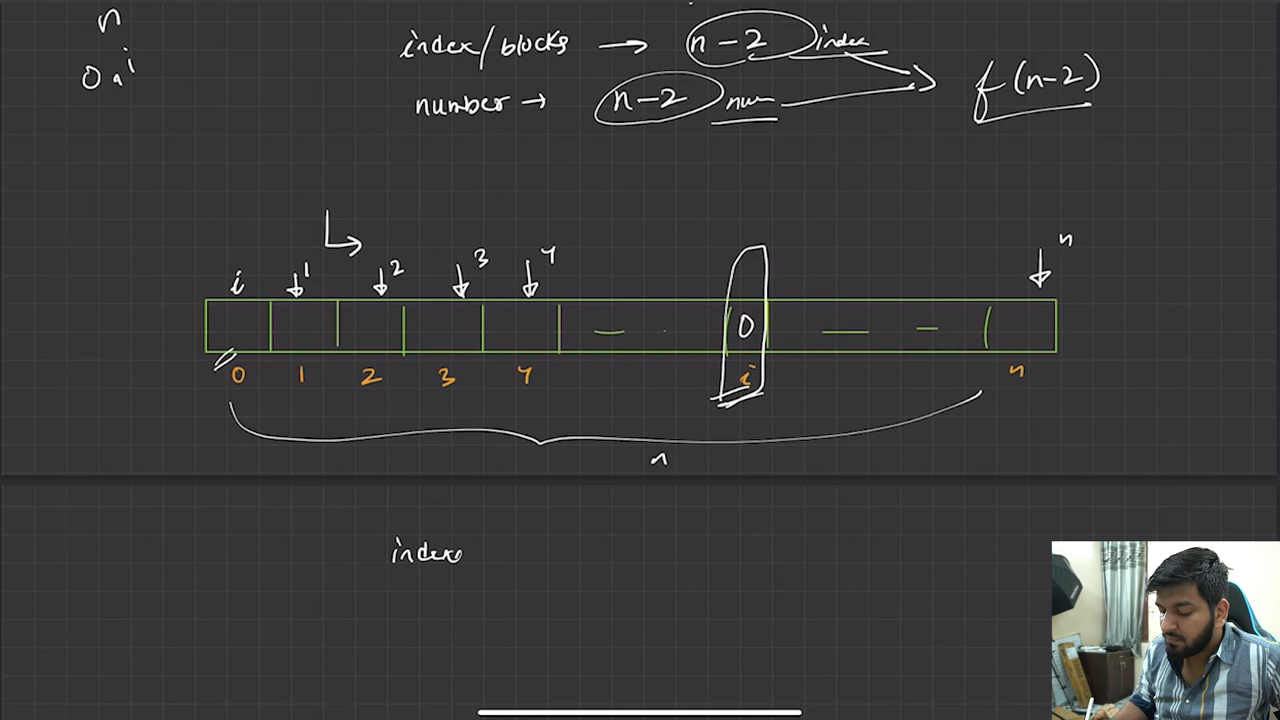 n
index/blocks → n-2 index
0, i
number → n-2 num
f(n-2)
i 1 2 3 4 n
0
0 1 2 3 4 i n
n
index